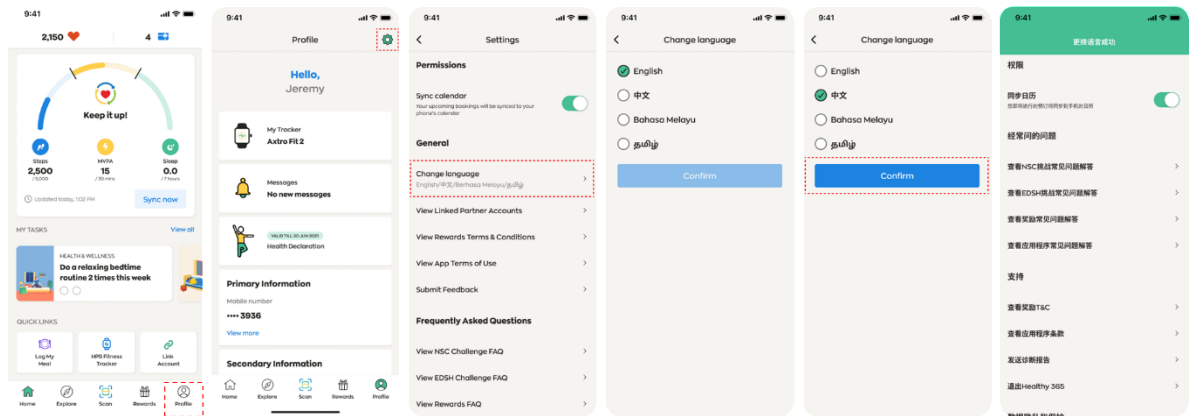 9:41
2,150
4
Keep it up!
Steps
2,500
/5,000
MVPA
15
/30 mins
Sleep
0.0
/7 hours
Updated today, 1:02 PM
Sync now
MY TASKS
View all
HEALTH & WELLNESS
Do a relaxing bedtime
routine 2 times this week
QUICK LINKS
Log My
Meal
HPB Fitness
Tracker
Link
Account
Home
Explore
Scan
Rewards
Profile
9:41
Profile
Hello,
Jeremy
My Tracker
Axtro Fit 2
Messages
No new messages
VALID TILL 30 JUN 2021
Health Declaration
Primary Information
Mobile number
•••• 3936
View more
Secondary Information
Home
Explore
Scan
Rewards
Profile
9:41
Settings
Permissions
Sync calendar
Your upcoming bookings will be synced to your
phone's calendar
General
Change language
English/中文/Berhasa Melayu/தமிழ்
View Linked Partner Accounts
View Rewards Terms & Conditions
View App Terms of Use
Submit Feedback
Frequently Asked Questions
View NSC Challenge FAQ
View EDSH Challenge FAQ
View Rewards FAQ
9:41
Change language
English
中文
Bahasa Melayu
தமிழ்
Confirm
9:41
Change language
English
中文
Bahasa Melayu
தமிழ்
Confirm
9:41
更换语言成功
权限
同步日历
经常问的问题
查看NSC挑战常见问题解答
查看EDSH挑战常见问题解答
查看奖励常见问题解答
查看应用程序常见问题解答
支持
查看奖励T&C
查看应用程序条款
发送诊断报告
退出Healthy 365